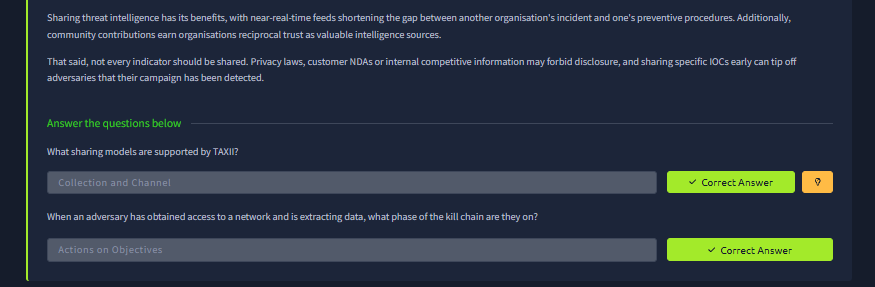 Sharing threat intelligence has its benefits, with near-real-time feeds shortening the gap between another organisation's incident and one's preventive procedures. Additionally,
community contributions earn organisations reciprocal trust as valuable intelligence sources.
That said, not every indicator should be shared. Privacy laws, customer NDAs or internal competitive information may forbid disclosure, and sharing specific IOCs early can tip off
adversaries that their campaign has been detected.
Answer the questions below
What sharing models are supported by TAXII?
Collection and Channel
Correct Answer
When an adversary has obtained access to a network and is extracting data, what phase of the kill chain are they on?
Actions on Objectives
Correct Answer